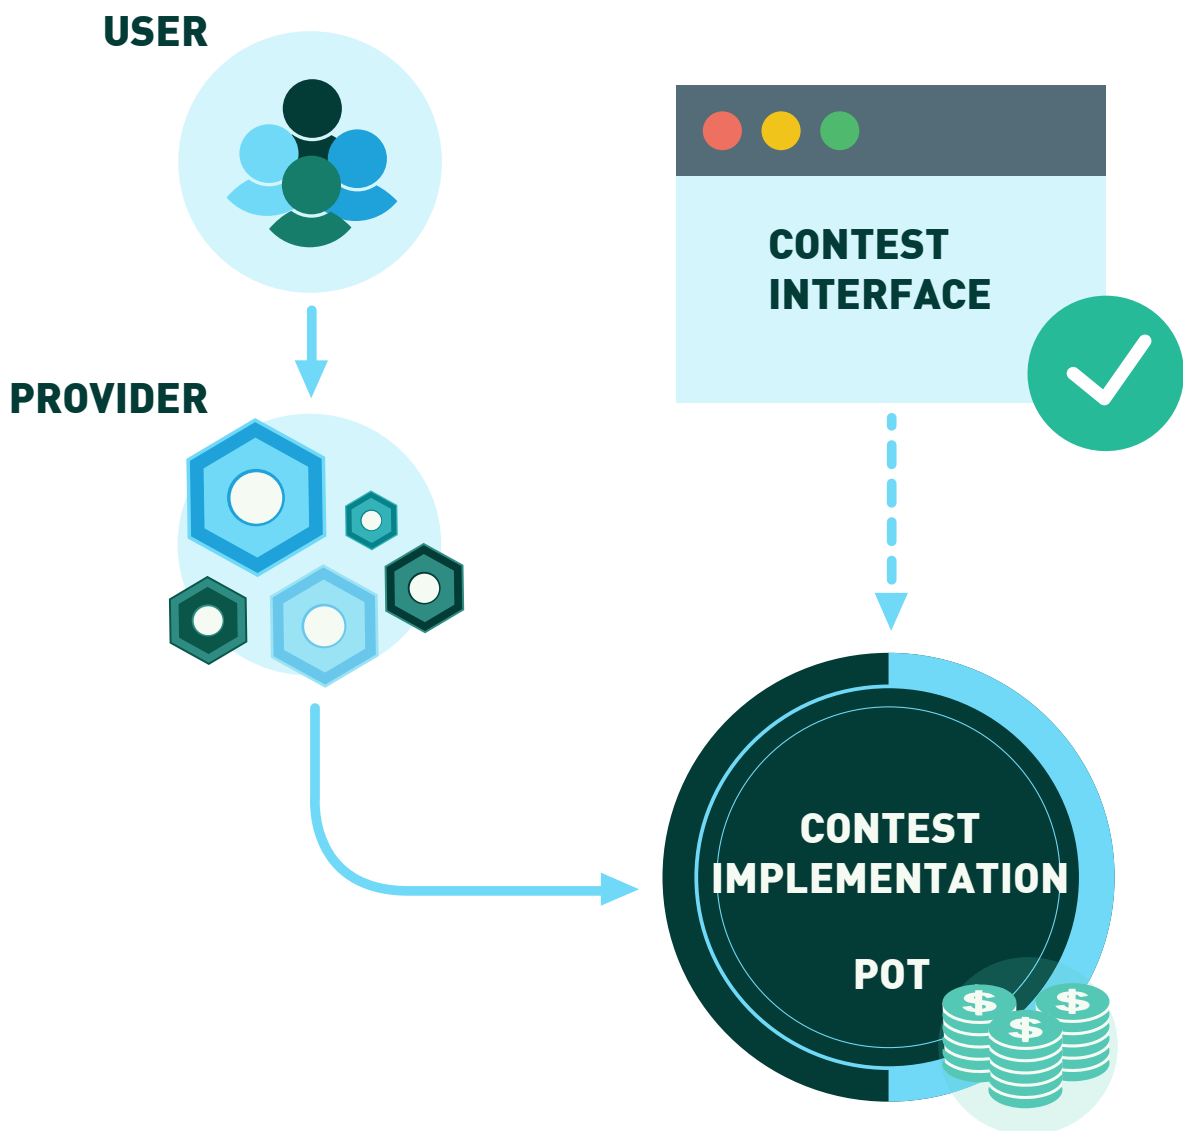 USER
CONTEST
INTERFACE
PROVIDER
CONTEST
IMPLEMENTATION
POT
$
$
$